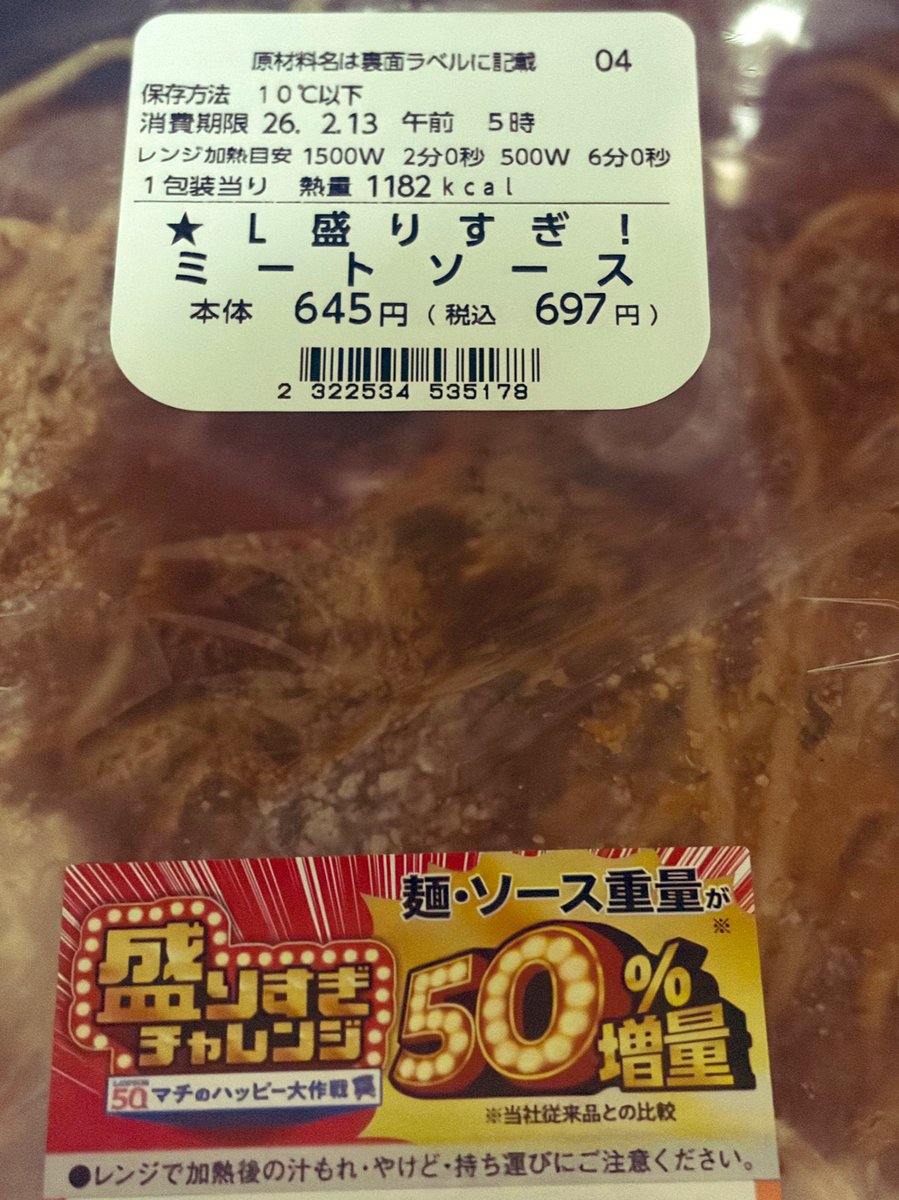 原材料名は裏面ラベルに記載 04
保存方法 10℃以下
消費期限 26. 2.13 午前 5時
レンジ加熱目安 1500W 2分0秒 500W 6分0秒
1包装当り 熱量 1182kcal
★L盛りすぎ!
ミートソース
本体 645円(税込 697円)
2 322534 535178
麺・ソース重量が
※
盛りすぎ
チャレンジ
50%
増量
LAWSON
50th マチのハッピー大作戦
※当社従来品との比較
●レンジで加熱後の汁もれ・やけど・持ち運びにご注意ください。